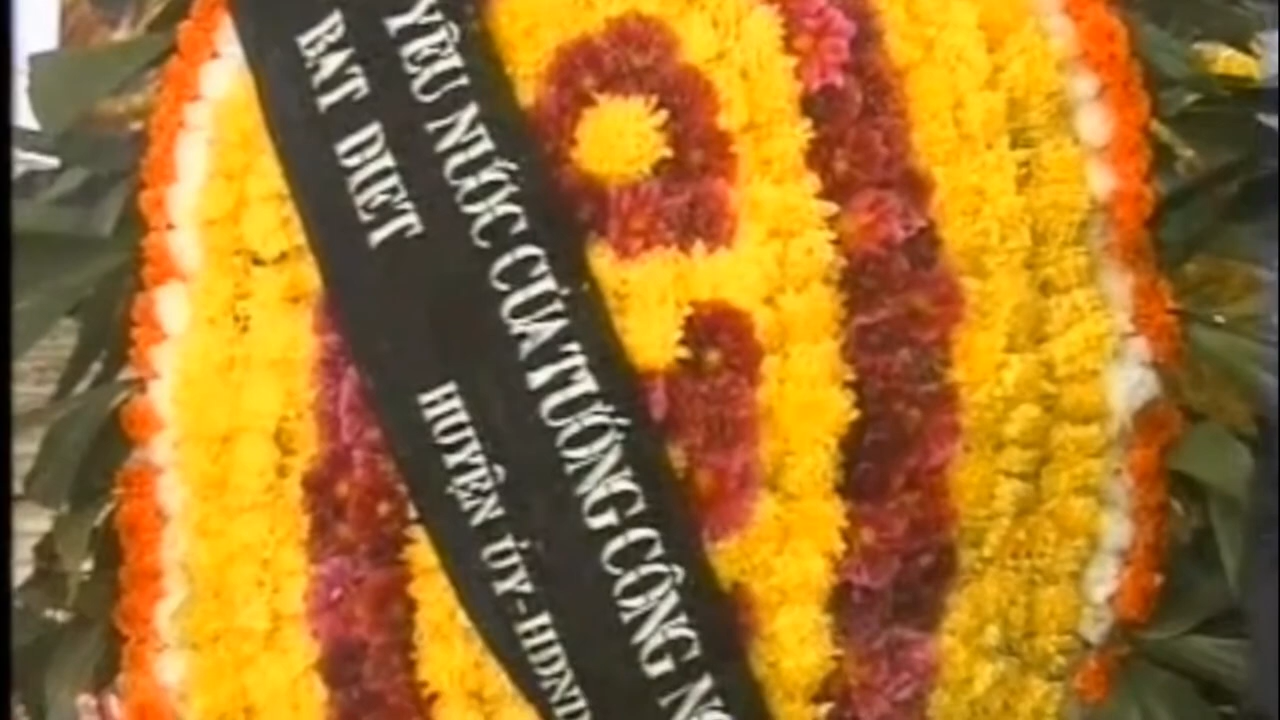 YÊU NƯỚC CỦA TƯỚNG CÔNG
BẤT DIỆT
HUYỆN ỦY-HĐND